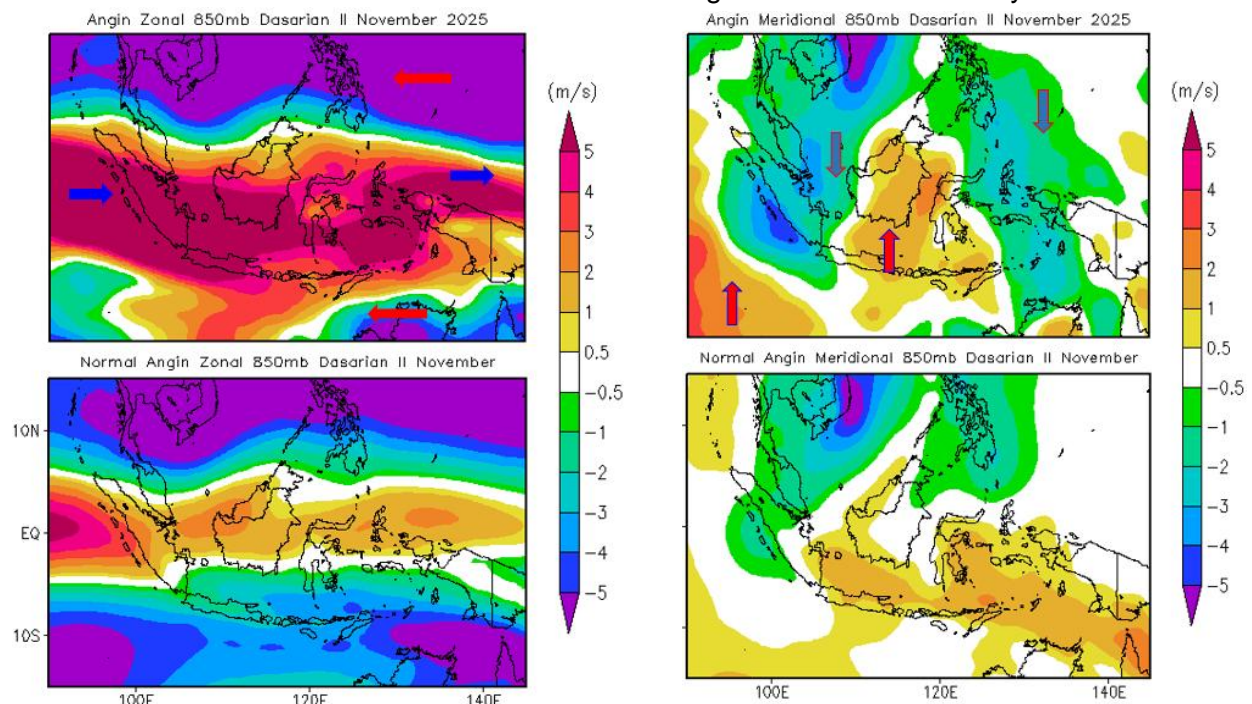 Angin Zonal 850mb Dasarian II November 2025
Angin Meridional 850mb Dasarian II November 2025
(m/s)
5
4
3
2
1
0.5
-0.5
-1
-2
-3
-4
-5
(m/s)
5
4
3
2
1
0.5
-0.5
-1
-2
-3
-4
-5
Normal Angin Zonal 850mb Dasarian II November
Normal Angin Meridional 850mb Dasarian II November
10N
EQ
10S
100E
120E
140E
100E
120E
140E